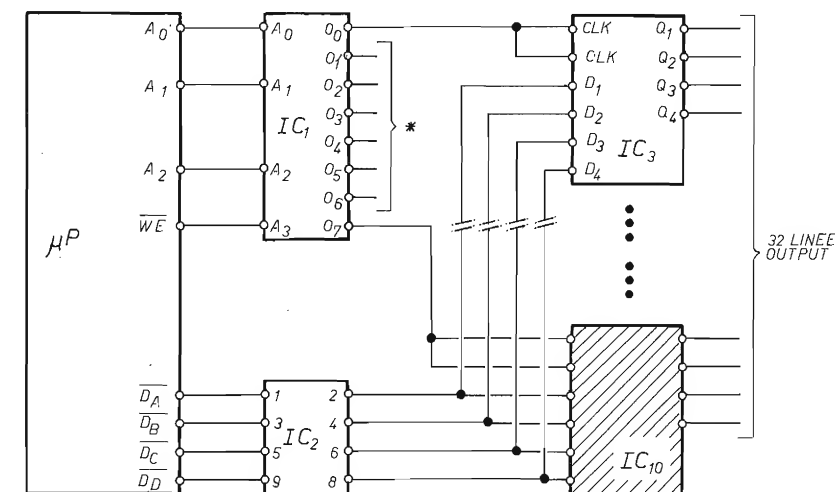 A0 A0 O0 CLK Q1
O1 CLK Q2
A1 A1 O2 D1 Q3
O3 D2 Q4
IC1 O4 * D3 IC3
A2 A2 O5 D4
O6
WE A3 O7
μP
32 LINEE
OUTPUT
DA 1 2
DB 3 4
IC2
DC 5 6
IC10
DD 9 8